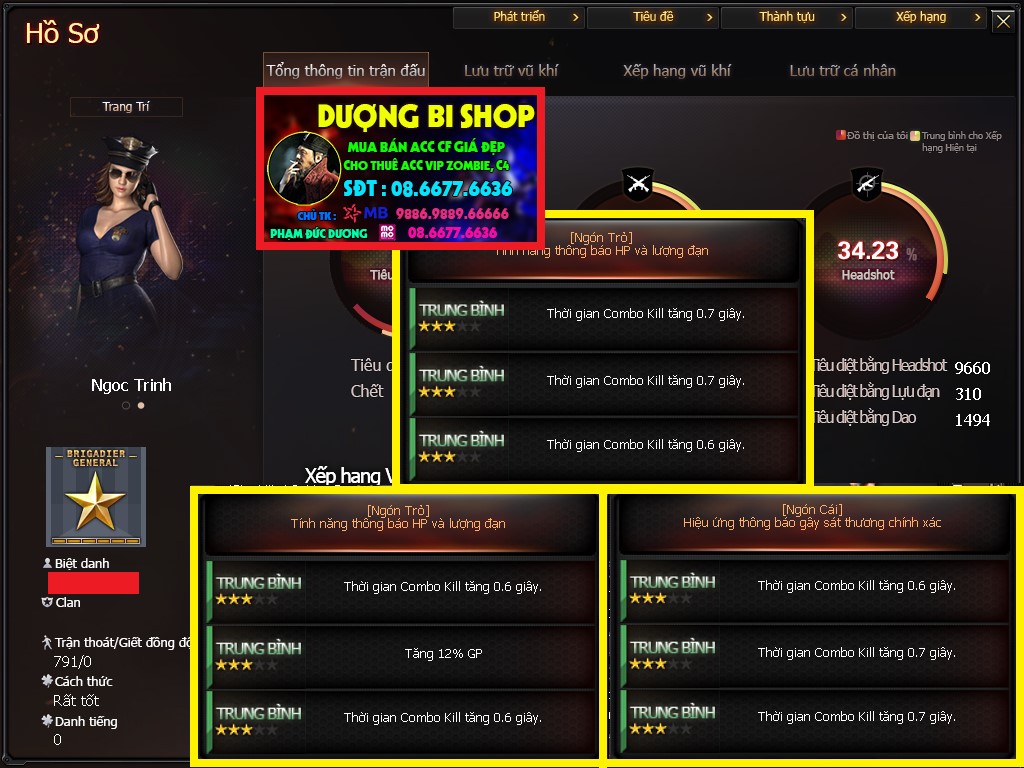 Hồ Sơ
Phát triển
Tiêu đề
Thành tựu
Xếp hạng
Tổng thông tin trận đấu
Lưu trữ vũ khí
Xếp hạng vũ khí
Lưu trữ cá nhân
Trang Trí
DƯỢNG BI SHOP
MUA BÁN ACC CF GIÁ ĐẸP
CHO THUÊ ACC VIP ZOMBIE, C4
SĐT : 08.6677.6636
CHỦ TK : MB 9886.9889.66666
PHẠM ĐỨC DƯƠNG momo 08.6677.6636
Đồ thị của tôi
Trung bình cho Xếp
hạng Hiện tại
34.23 %
Headshot
Tiêu
Tiêu d
Chết
Tiêu diệt bằng Headshot 9660
Tiêu diệt bằng Lựu đạn 310
Tiêu diệt bằng Dao 1494
[Ngón Trỏ]
Tính năng thông báo HP và lượng đạn
TRUNG BÌNH
Thời gian Combo Kill tăng 0.7 giây.
TRUNG BÌNH
Thời gian Combo Kill tăng 0.7 giây.
TRUNG BÌNH
Thời gian Combo Kill tăng 0.6 giây.
Ngoc Trinh
Xếp hạng V
BRIGADIER
GENERAL
Biệt danh
Clan
Trận thoát/Giết đồng độ
791/0
Cách thức
Rất tốt
Danh tiếng
0
[Ngón Trỏ]
Tính năng thông báo HP và lượng đạn
TRUNG BÌNH
Thời gian Combo Kill tăng 0.6 giây.
TRUNG BÌNH
Tăng 12% GP
TRUNG BÌNH
Thời gian Combo Kill tăng 0.6 giây.
[Ngón Cái]
Hiệu ứng thông báo gây sát thương chính xác
TRUNG BÌNH
Thời gian Combo Kill tăng 0.6 giây.
TRUNG BÌNH
Thời gian Combo Kill tăng 0.7 giây.
TRUNG BÌNH
Thời gian Combo Kill tăng 0.7 giây.